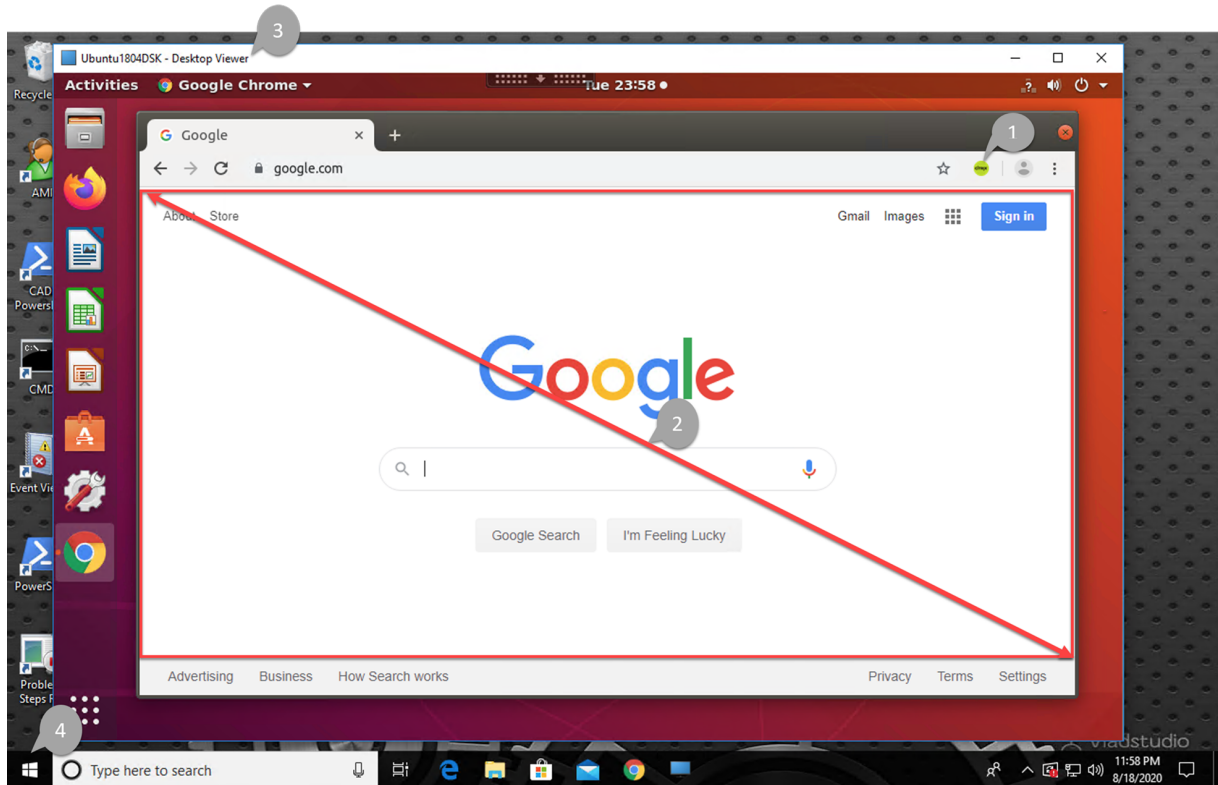 3
Ubuntu1804DSK - Desktop Viewer
Recycle
Activities Google Chrome Tue 23:58
1
Google
google.com
AMI
About Store Gmail Images Sign in
CAD
Powersl
Google
C:\
CMD
2
Event Vie
Google Search I'm Feeling Lucky
PowerS
Proble
Steps R
Advertising Business How Search works Privacy Terms Settings
4
vladstudio
Type here to search
11:58 PM
8/18/2020